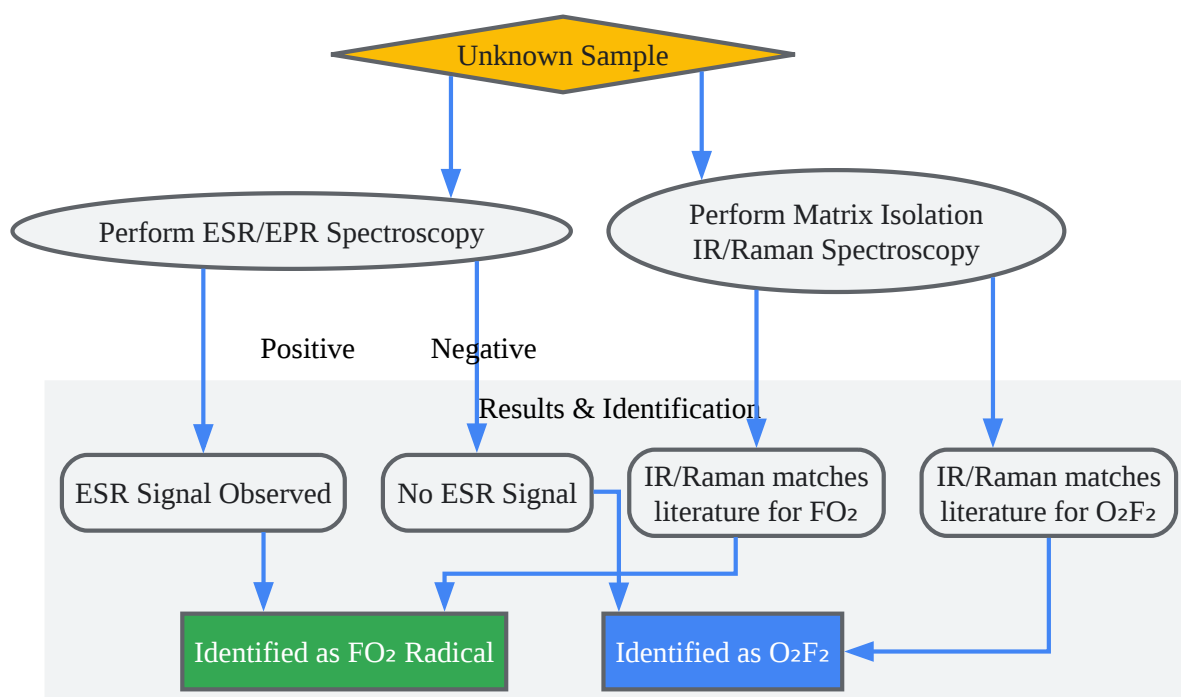 Unknown Sample
Perform ESR/EPR Spectroscopy
Perform Matrix Isolation
IR/Raman Spectroscopy
Positive
Negative
Results & Identification
ESR Signal Observed
No ESR Signal
IR/Raman matches
literature for FO₂
IR/Raman matches
literature for O₂F₂
Identified as FO₂ Radical
Identified as O₂F₂